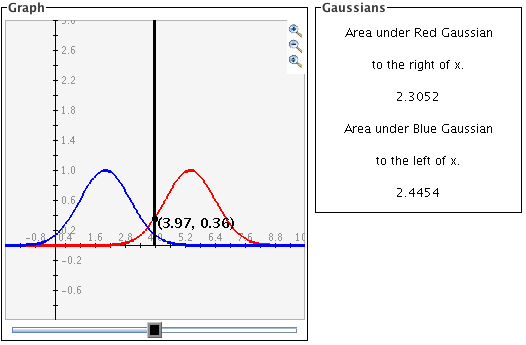 Graph
3.0
2.6
2.2
1.8
1.4
1.0
0.6
0.2
(3.97, 0.36)
-0.8 0.8 1.6 2.8 4.0 5.2 6.4 7.6 8.8 10
-0.2
-0.6
Gaussians
Area under Red Gaussian
to the right of x.
2.3052
Area under Blue Gaussian
to the left of x.
2.4454